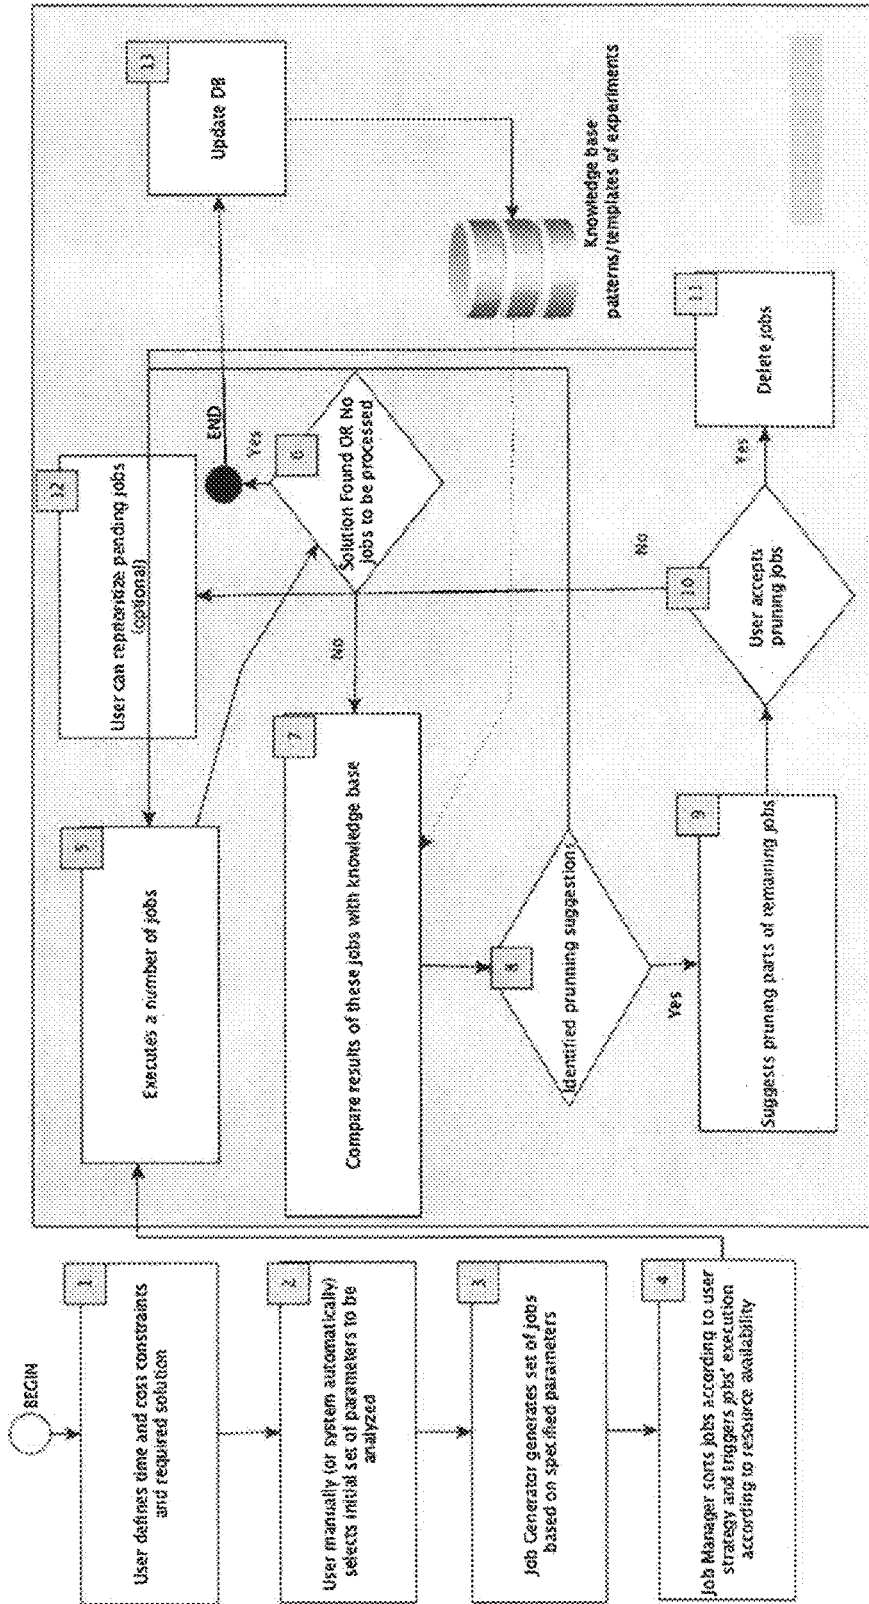 BEGIN
1
User defines time and cost constraints
and required solution
2
User manually (or system automatically)
selects initial set of parameters to be
analyzed
3
Job Generator generates set of jobs
based on specified parameters
4
Job Manager sorts jobs according to user
strategy and triggers jobs' execution
according to resource availability
5
Executes a number of jobs
6
Solution Found OR No
jobs to be processed
Yes
END
No
7
Compare results of these jobs with knowledge base
8
Identified prunning suggestions
Yes
9
Suggests pruning parts of remaining jobs
10
User accepts
pruning jobs
Yes
No
11
Delete jobs
12
User can reprioritize pending jobs
(optional)
13
Update DB
Knowledge base
patterns/templates of experiments